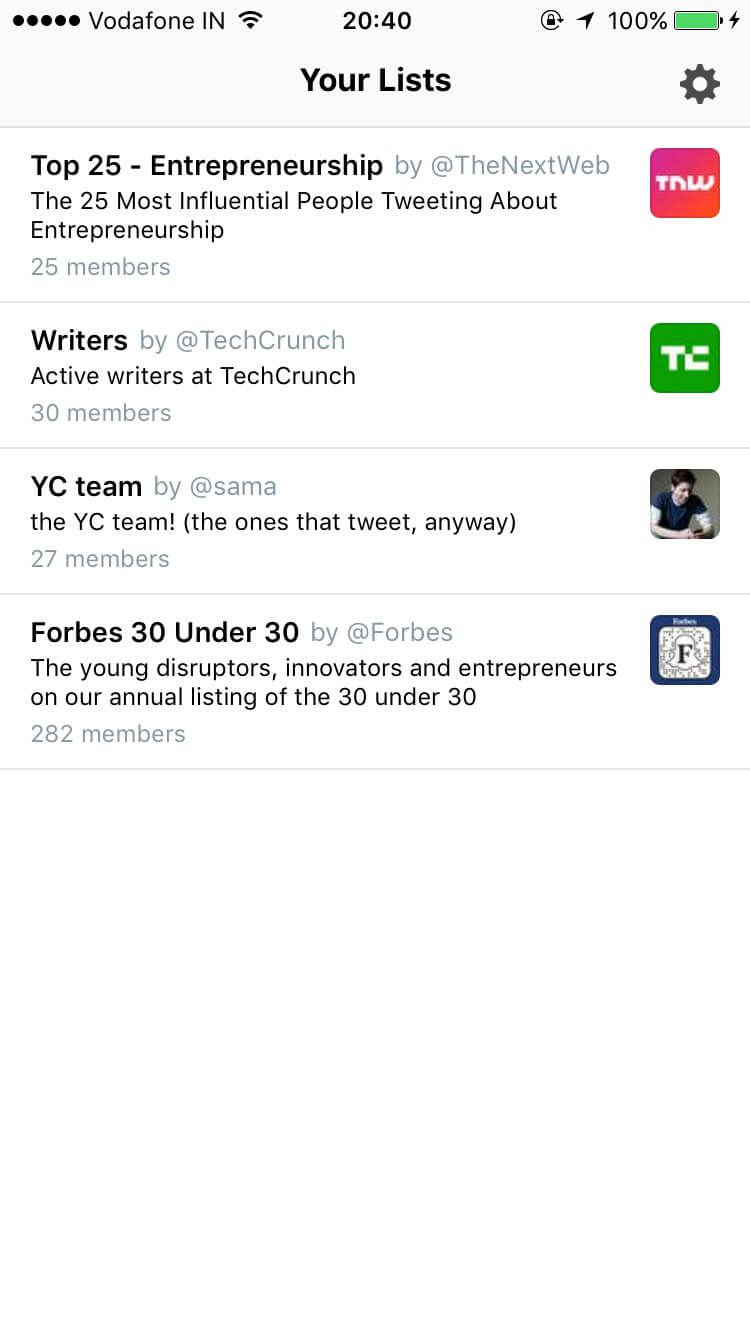 Vodafone IN 20:40 100%
Your Lists
Top 25 - Entrepreneurship by @TheNextWeb
The 25 Most Influential People Tweeting About
Entrepreneurship
25 members
TNW
Writers by @TechCrunch
Active writers at TechCrunch
30 members
TC
YC team by @sama
the YC team! (the ones that tweet, anyway)
27 members
Forbes 30 Under 30 by @Forbes
The young disruptors, innovators and entrepreneurs
on our annual listing of the 30 under 30
282 members
Forbes
F